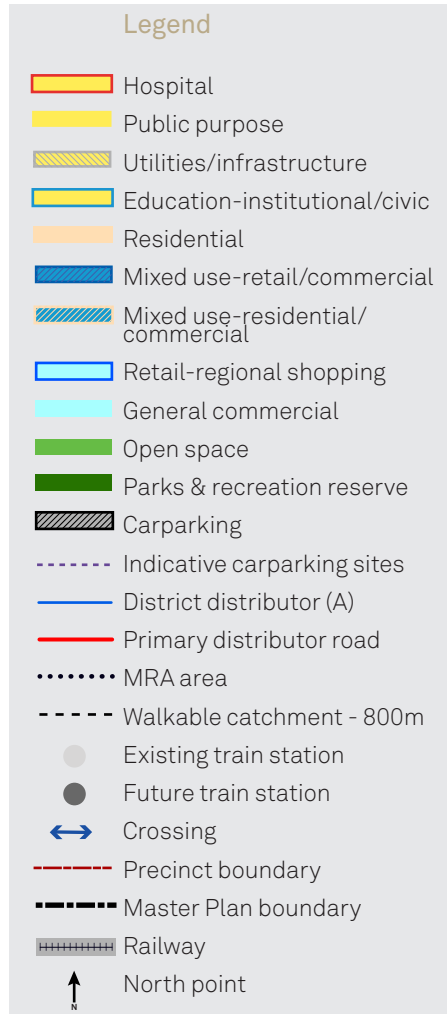 Legend
Hospital
Public purpose
Utilities/infrastructure
Education-institutional/civic
Residential
Mixed use-retail/commercial
Mixed use-residential/
commercial
Retail-regional shopping
General commercial
Open space
Parks & recreation reserve
Carparking
Indicative carparking sites
District distributor (A)
Primary distributor road
MRA area
Walkable catchment - 800m
Existing train station
Future train station
Crossing
Precinct boundary
Master Plan boundary
Railway
North point
N